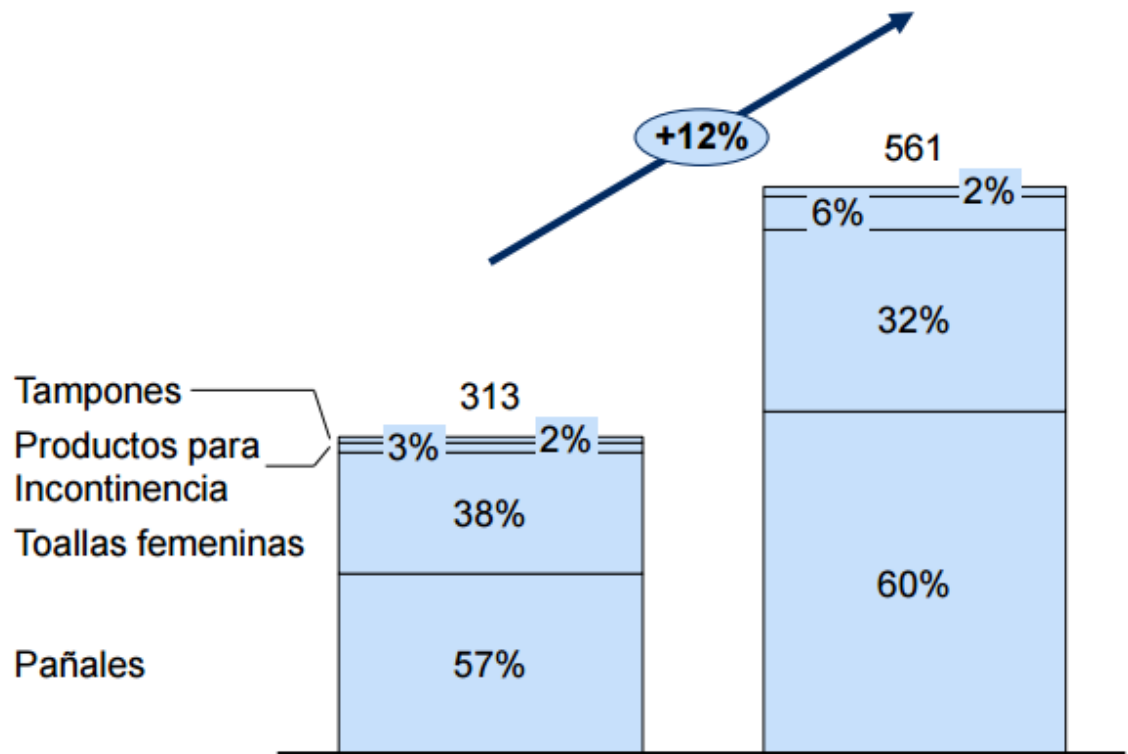 +12%
561
2%
6%
32%
60%
Tampones
Productos para
Incontinencia
Toallas femeninas
Pañales
313
3%
2%
38%
57%